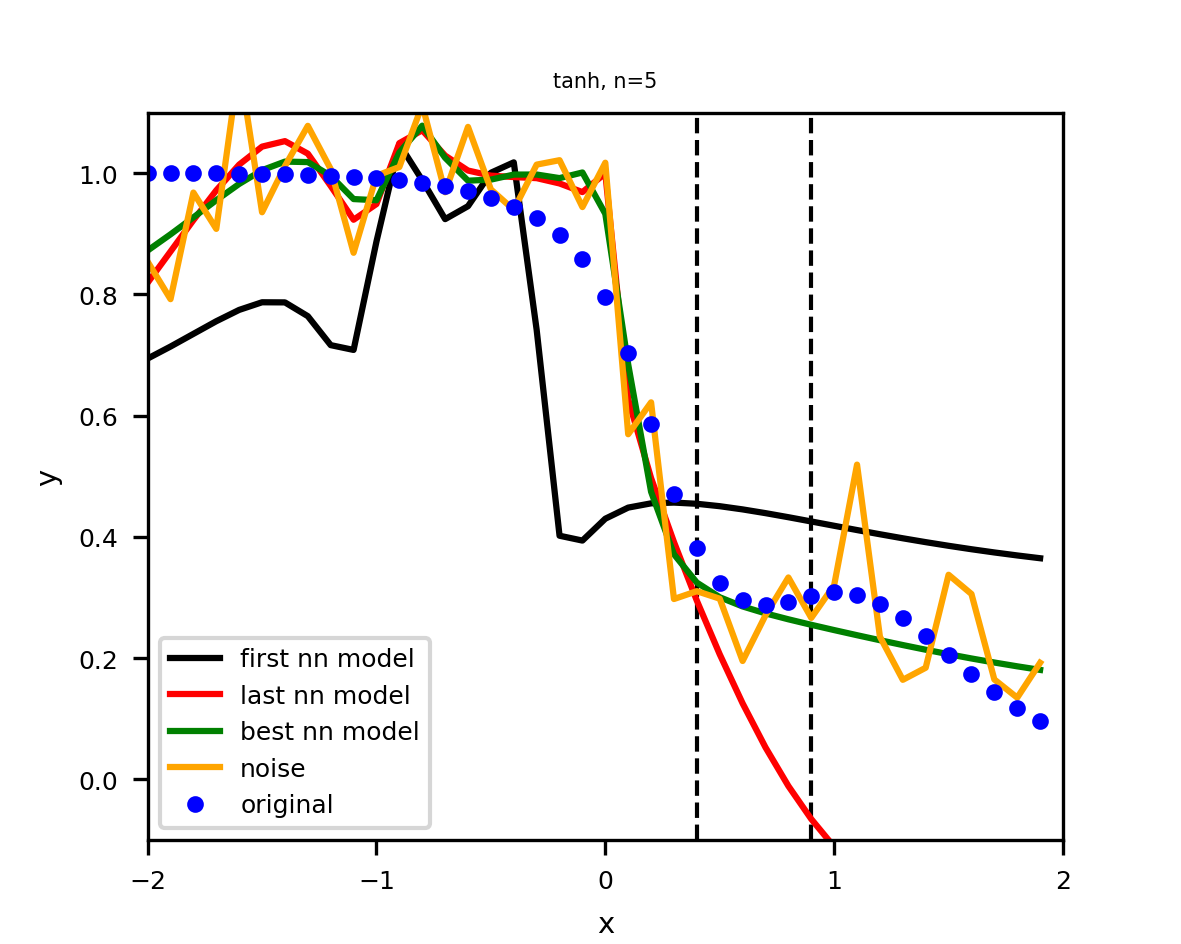 tanh, n=5
1.0
0.8
0.6
0.4
0.2
0.0
y
first nn model
last nn model
best nn model
noise
original
−2
−1
0
1
2
x